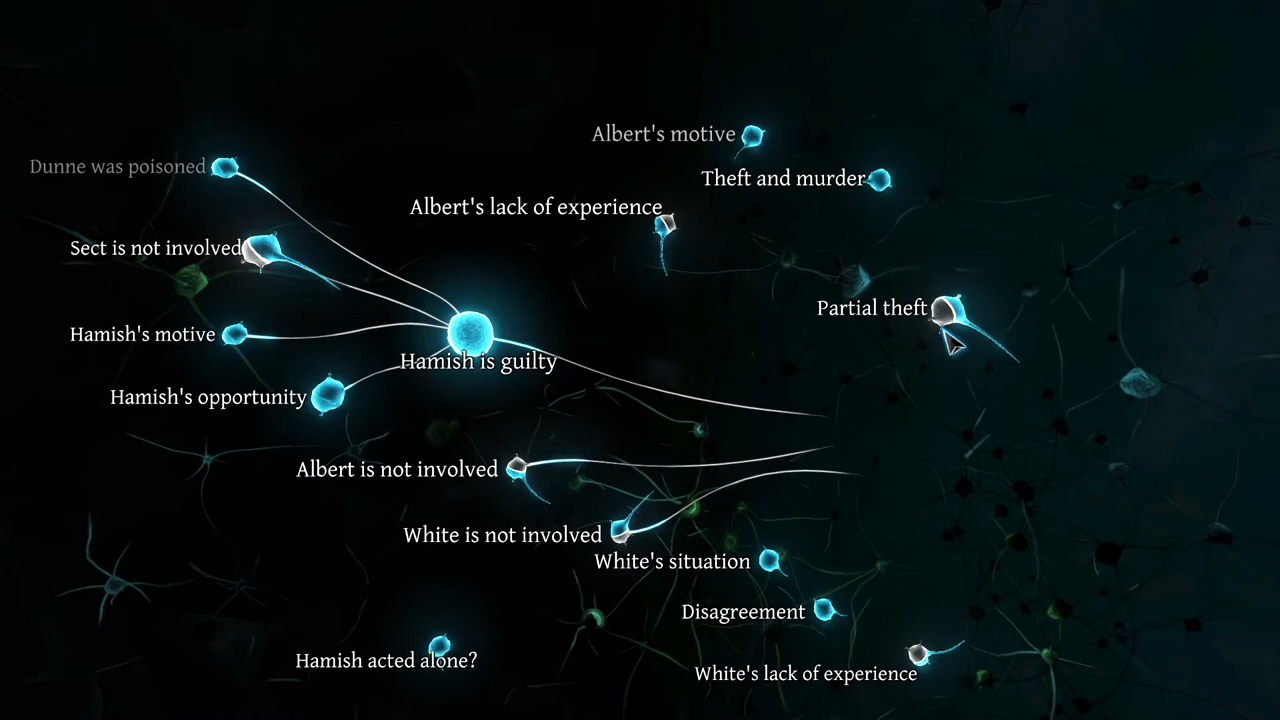 Albert's motive
Dunne was poisoned
Theft and murder
Albert's lack of experience
Sect is not involved
Partial theft
Hamish's motive
Hamish is guilty
Hamish's opportunity
Albert is not involved
White is not involved
White's situation
Disagreement
Hamish acted alone?
White's lack of experience